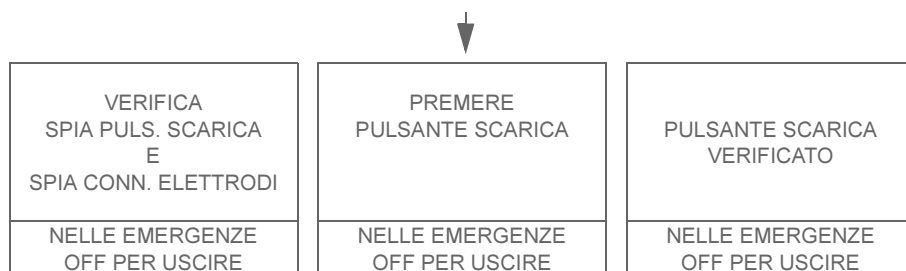 VERIFICA
SPIA PULS. SCARICA
E
SPIA CONN. ELETTRODI
NELLE EMERGENZE
OFF PER USCIRE
PREMERE
PULSANTE SCARICA
NELLE EMERGENZE
OFF PER USCIRE
PULSANTE SCARICA
VERIFICATO
NELLE EMERGENZE
OFF PER USCIRE